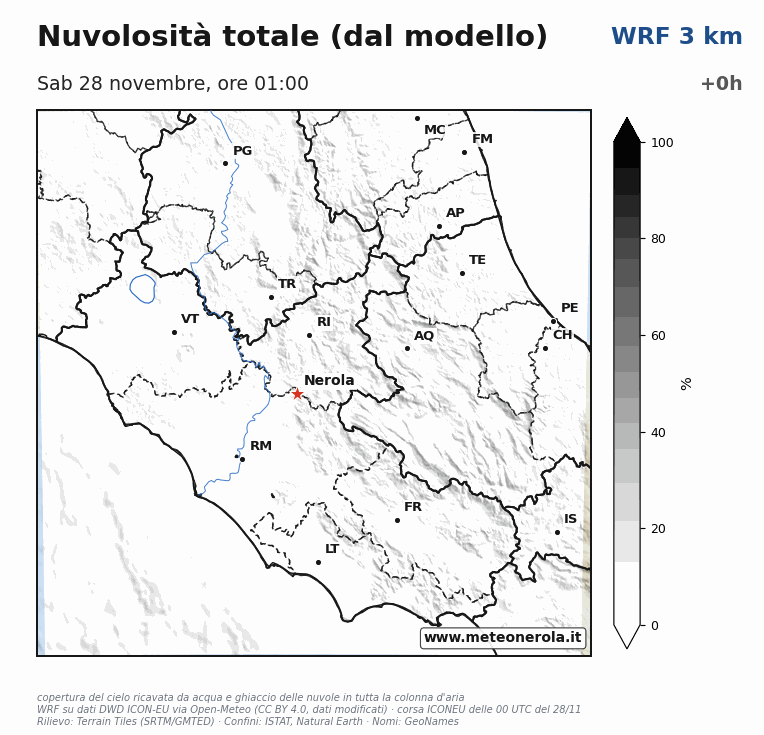 Nuvolosità totale (dal modello)
WRF 3 km
Sab 28 novembre, ore 01:00
+0h
MC
FM
PG
AP
TE
TR
PE
VT
RI
AQ
CH
Nerola
RM
FR
IS
LT
www.meteonerola.it
100
80
60
40
20
0
%
copertura del cielo ricavata da acqua e ghiaccio delle nuvole in tutta la colonna d'aria
WRF su dati DWD ICON-EU via Open-Meteo (CC BY 4.0, dati modificati) · corsa ICONEU delle 00 UTC del 28/11
Rilievo: Terrain Tiles (SRTM/GMTED) · Confini: ISTAT, Natural Earth · Nomi: GeoNames